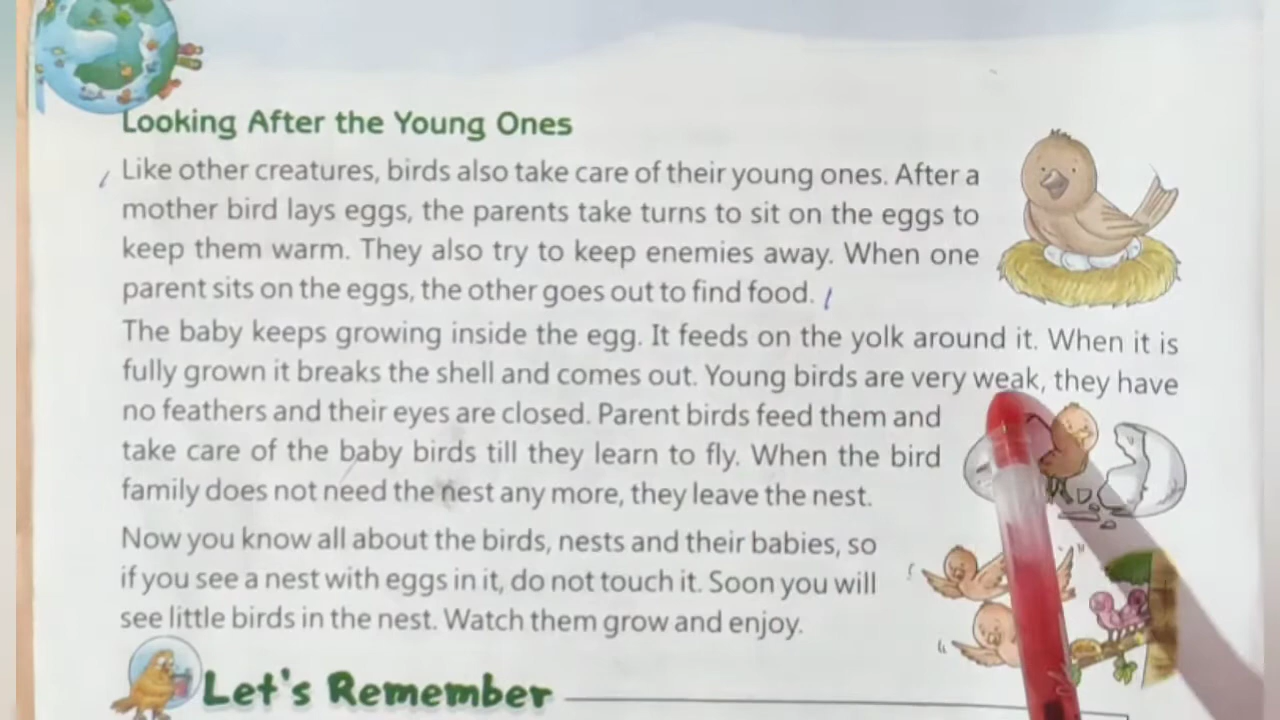 Looking After the Young Ones
Like other creatures, birds also take care of their young ones. After a
mother bird lays eggs, the parents take turns to sit on the eggs to
keep them warm. They also try to keep enemies away. When one
parent sits on the eggs, the other goes out to find food.
The baby keeps growing inside the egg. It feeds on the yolk around it. When it is
fully grown it breaks the shell and comes out. Young birds are very weak, they have
no feathers and their eyes are closed. Parent birds feed them and
take care of the baby birds till they learn to fly. When the bird
family does not need the nest any more, they leave the nest.
Now you know all about the birds, nests and their babies, so
if you see a nest with eggs in it, do not touch it. Soon you will
see little birds in the nest. Watch them grow and enjoy.
Let's Remember